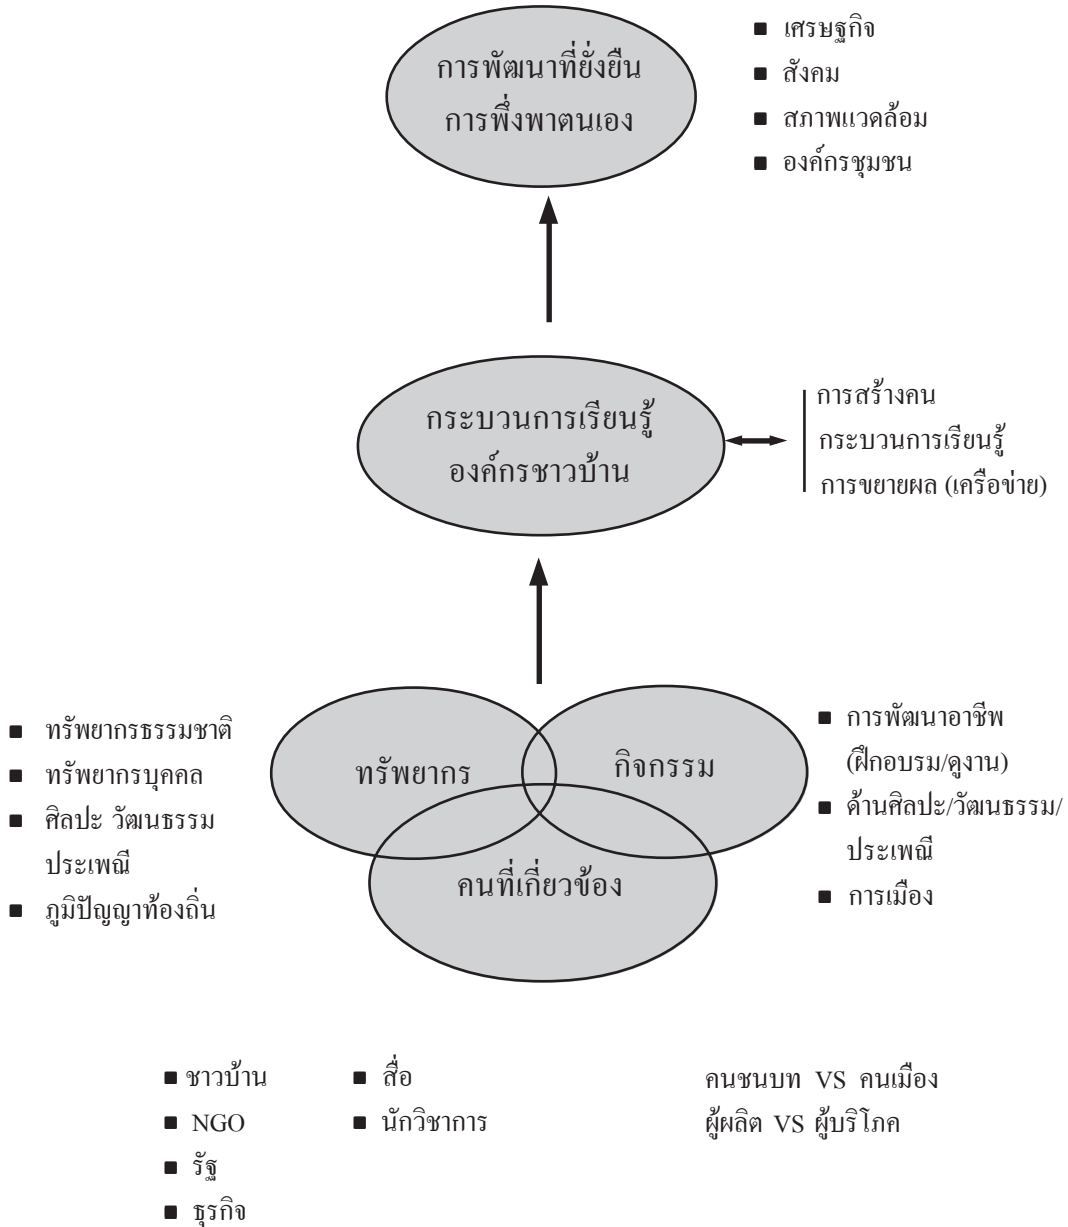 การพัฒนาที่ยั่งยืน
การพึ่งพาตนเอง
■ เศรษฐกิจ
■ สังคม
■ สภาพแวดล้อม
■ องค์กรชุมชน
กระบวนการเรียนรู้
องค์กรชาวบ้าน
การสร้างคน
กระบวนการเรียนรู้
การขยายผล (เครือข่าย)
■ ทรัพยากรธรรมชาติ
■ ทรัพยากรบุคคล
■ ศิลปะ วัฒนธรรม
ประเพณี
■ ภูมิปัญญาท้องถิ่น
ทรัพยากร
กิจกรรม
คนที่เกี่ยวข้อง
■ การพัฒนาอาชีพ
(ฝึกอบรม/ดูงาน)
■ ด้านศิลปะ/วัฒนธรรม/
ประเพณี
■ การเมือง
■ ชาวบ้าน
■ NGO
■ รัฐ
■ ธุรกิจ
■ สื่อ
■ นักวิชาการ
คนชนบท VS คนเมือง
ผู้ผลิต VS ผู้บริโภค